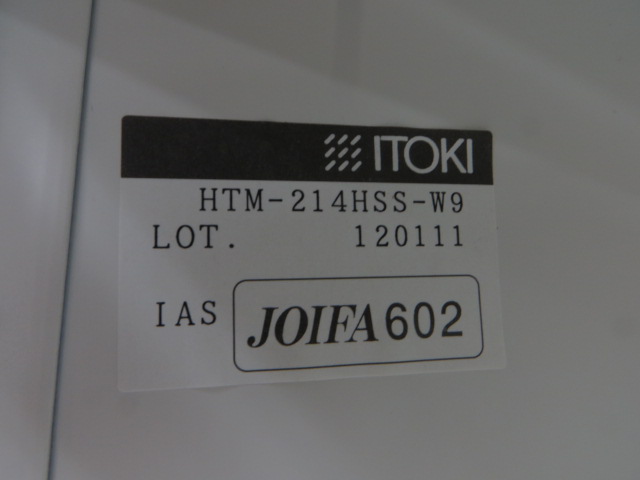 ITOKI
HTM-214HSS-W9
LOT. 120111
IAS JOIFA602